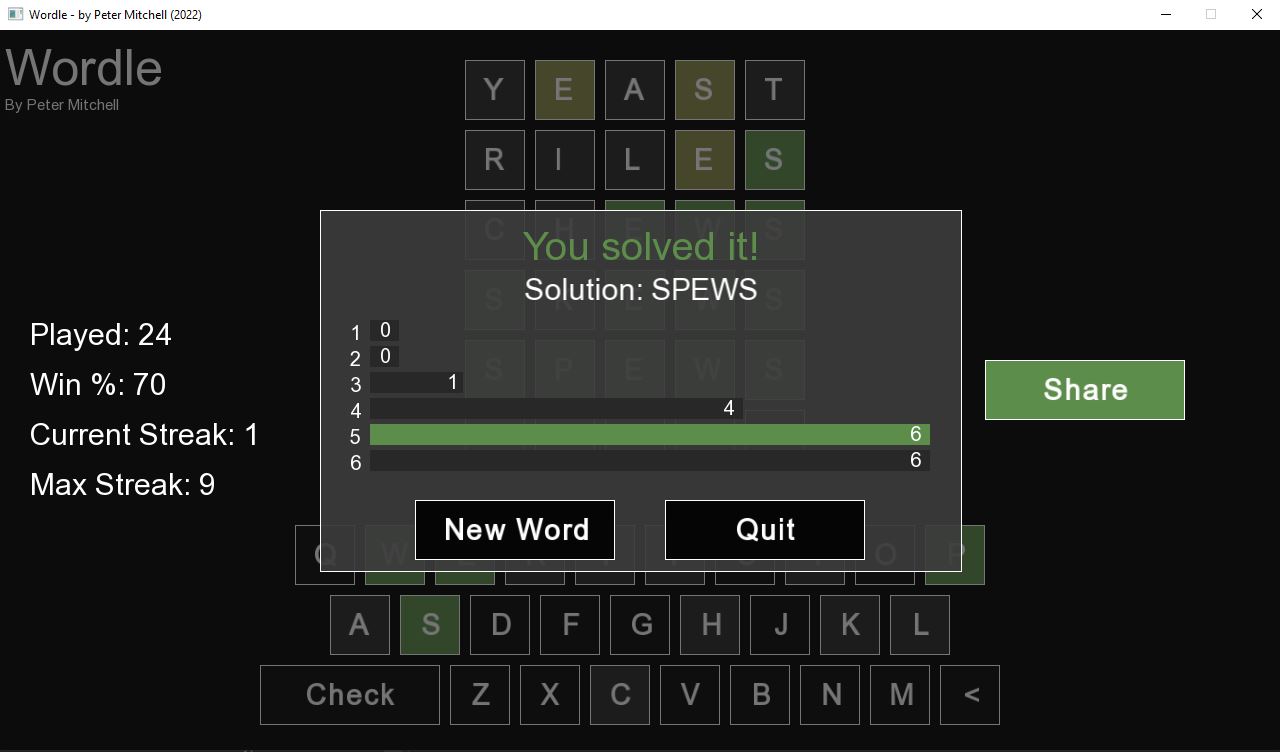 Wordle - by Peter Mitchell (2022)
Wordle
By Peter Mitchell
Y E A S T
R I L E S
C H E W S
S K E W S
S P E W S
You solved it!
Solution: SPEWS
1 0
2 0
3 1
4 4
5 6
6 6
Played: 24
Win %: 70
Current Streak: 1
Max Streak: 9
Share
New Word
Quit
Q W E R T Y U I O P
A S D F G H J K L
Check Z X C V B N M <